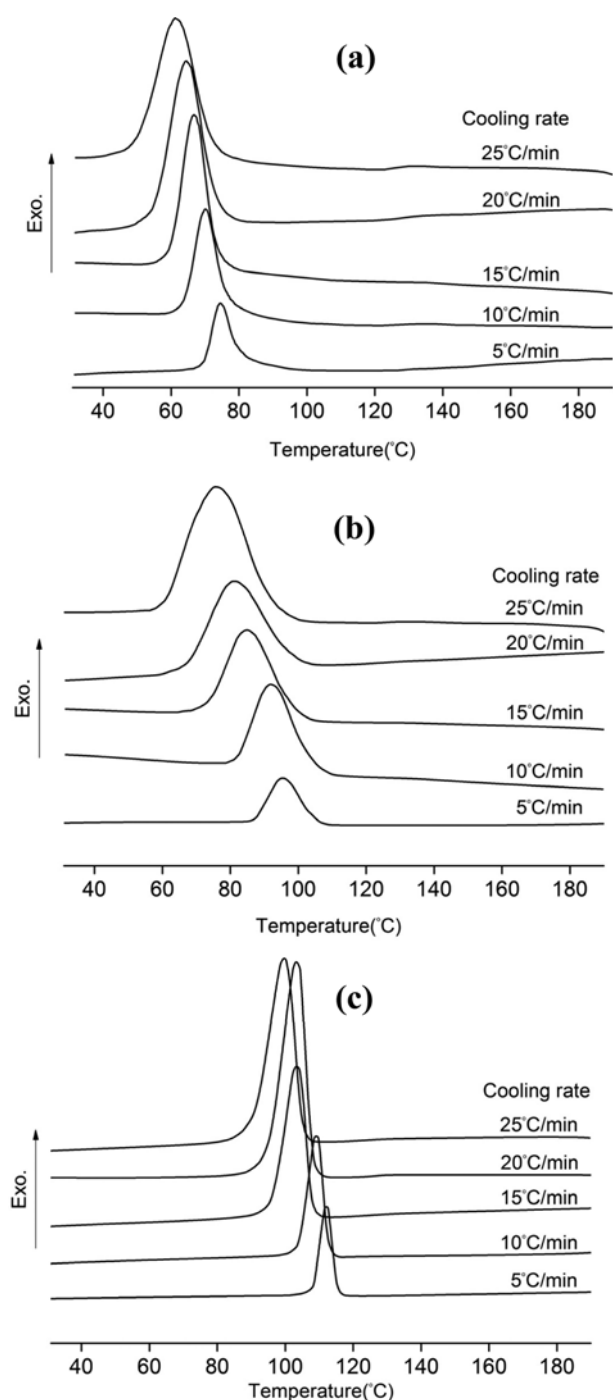 (a)
Cooling rate
25°C/min
20°C/min
15°C/min
10°C/min
5°C/min
Exo.
40 60 80 100 120 140 160 180
Temperature(°C)
(b)
Cooling rate
25°C/min
20°C/min
15°C/min
10°C/min
5°C/min
Exo.
40 60 80 100 120 140 160 180
Temperature(°C)
(c)
Cooling rate
25°C/min
20°C/min
15°C/min
10°C/min
5°C/min
Exo.
40 60 80 100 120 140 160 180
Temperature(°C)